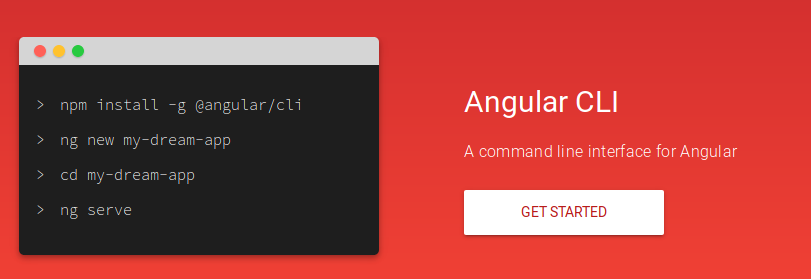 > npm install -g @angular/cli
> ng new my-dream-app
> cd my-dream-app
> ng serve
Angular CLI
A command line interface for Angular
GET STARTED